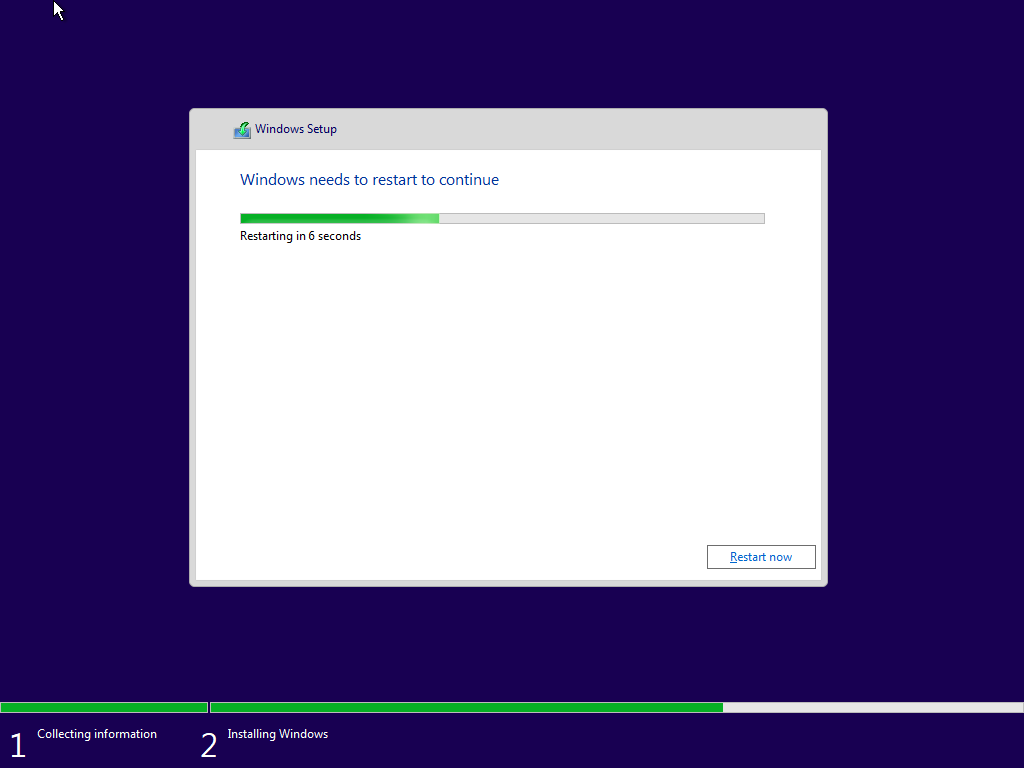 Windows Setup
Windows needs to restart to continue
Restarting in 6 seconds
Restart now
1 Collecting information
2 Installing Windows